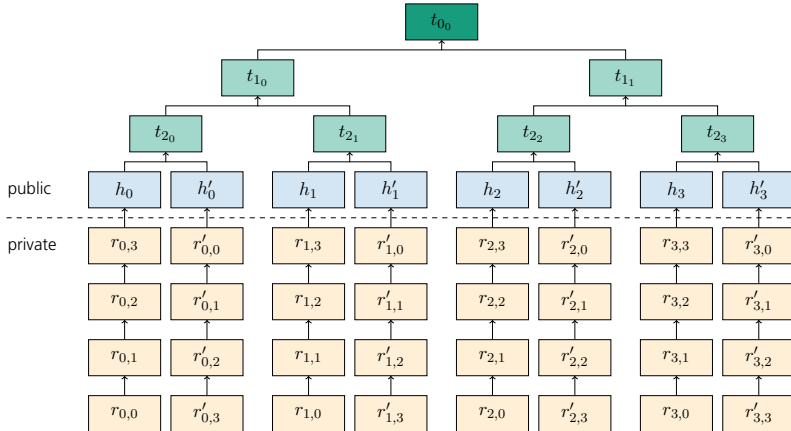 t_{0_0}
t_{1_0} t_{1_1}
t_{2_0} t_{2_1} t_{2_2} t_{2_3}
public h_0 h'_0 h_1 h'_1 h_2 h'_2 h_3 h'_3
private r_{0,3} r'_{0,0} r_{1,3} r'_{1,0} r_{2,3} r'_{2,0} r_{3,3} r'_{3,0}
r_{0,2} r'_{0,1} r_{1,2} r'_{1,1} r_{2,2} r'_{2,1} r_{3,2} r'_{3,1}
r_{0,1} r'_{0,2} r_{1,1} r'_{1,2} r_{2,1} r'_{2,2} r_{3,1} r'_{3,2}
r_{0,0} r'_{0,3} r_{1,0} r'_{1,3} r_{2,0} r'_{2,3} r_{3,0} r'_{3,3}